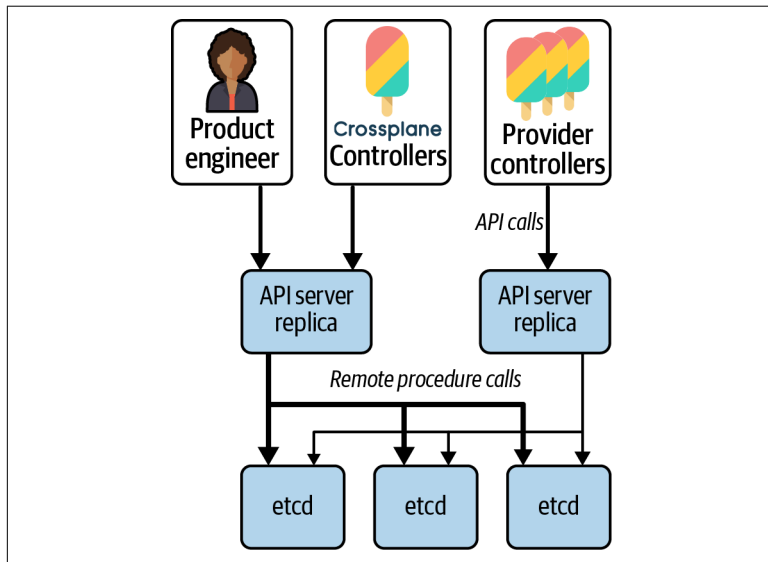 Product
engineer
Crossplane
Controllers
Provider
controllers
API calls
API server
replica
API server
replica
Remote procedure calls
etcd
etcd
etcd